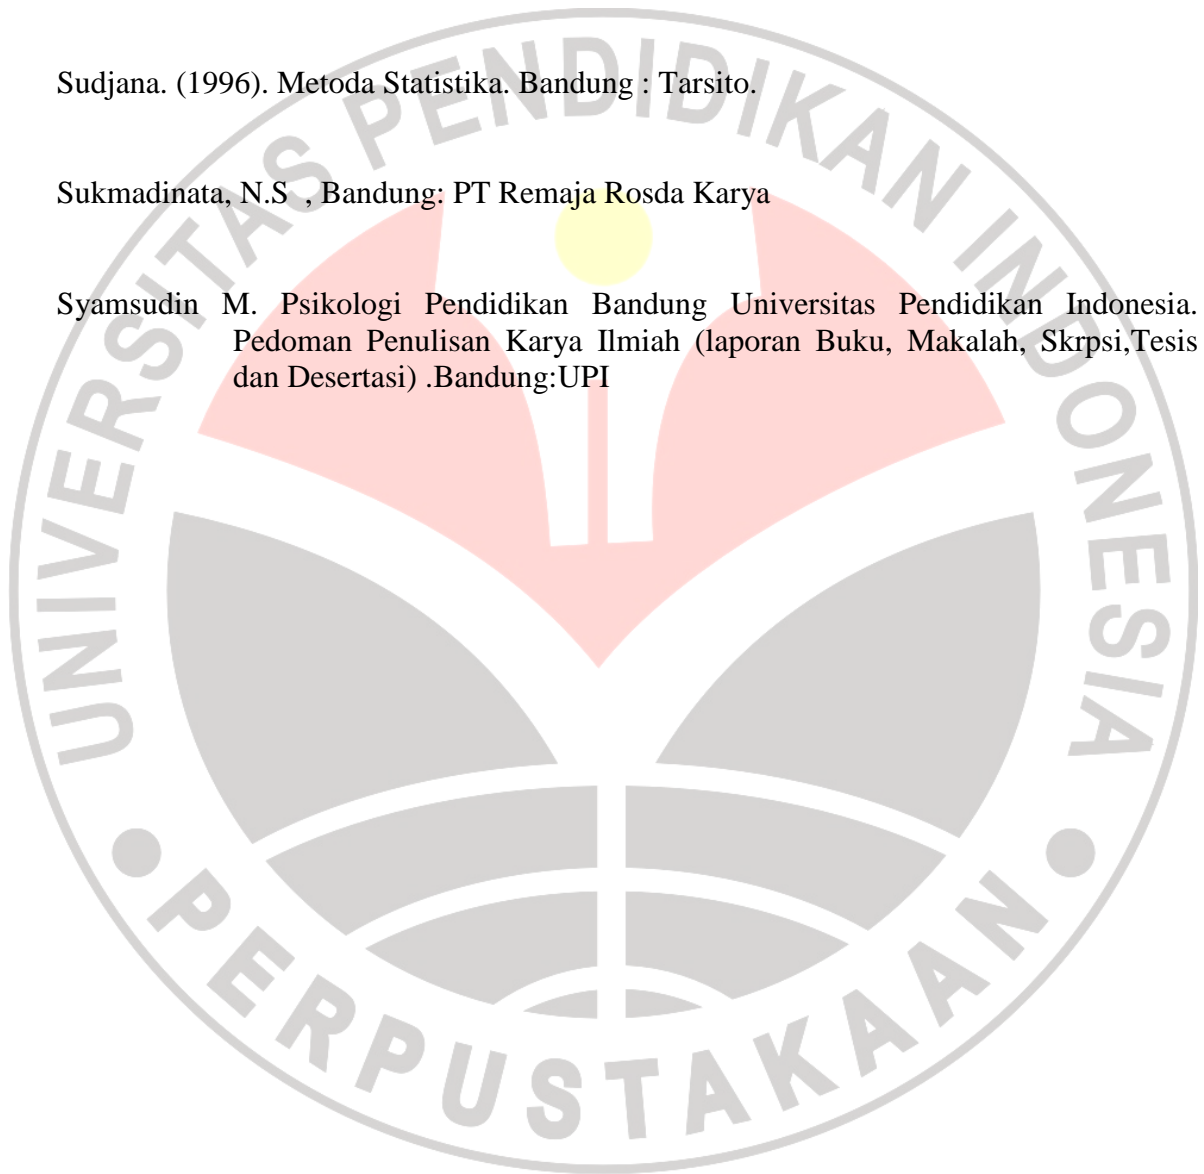 Sudjana. (1996). Metoda Statistika. Bandung : Tarsito.
Sukmadinata, N.S , Bandung: PT Remaja Rosda Karya
Syamsudin M. Psikologi Pendidikan Bandung Universitas Pendidikan Indonesia.
Pedoman Penulisan Karya Ilmiah (laporan Buku, Makalah, Skrpsi,Tesis
dan Desertasi) .Bandung:UPI
UNIVERSITAS PENDIDIKAN INDONESIA
PERPUSTAKAAN